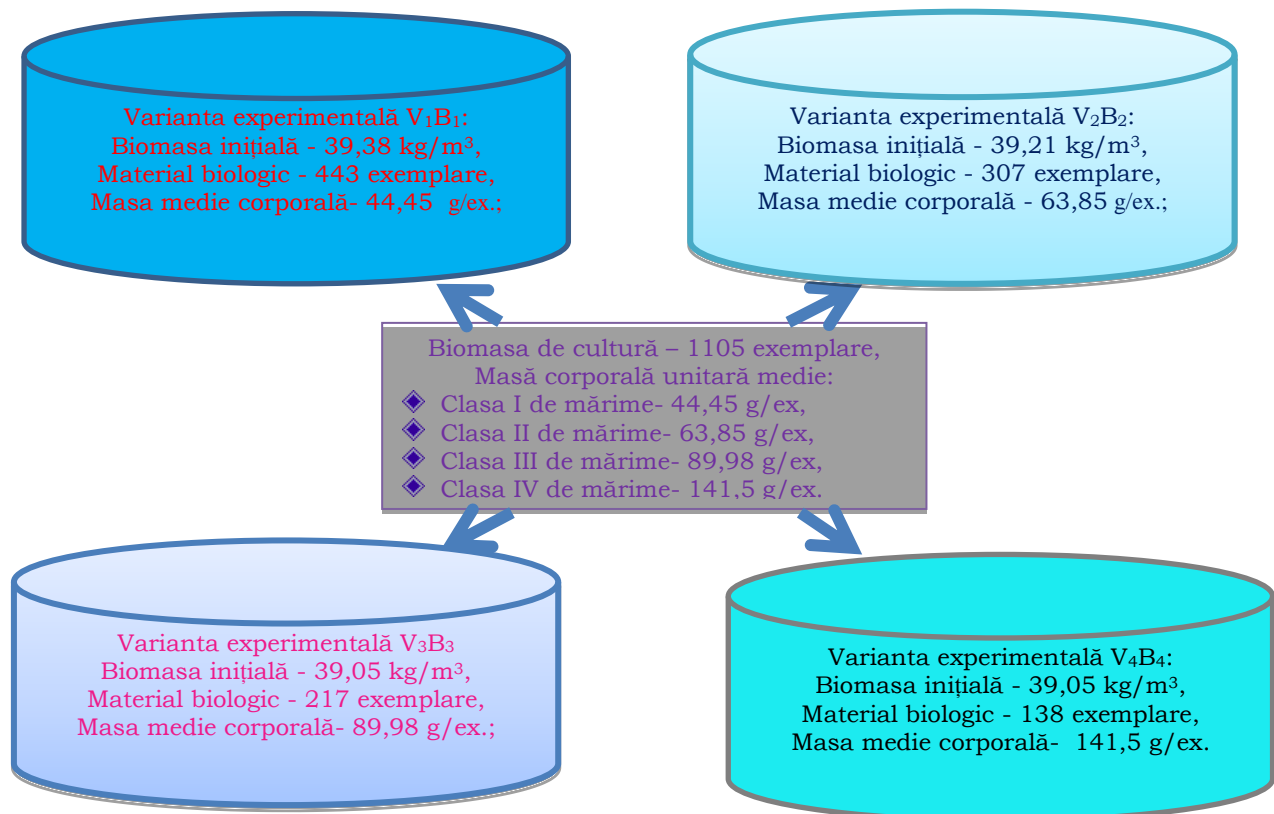 Varianta experimentală V₁B₁:
Biomasa inițială - 39,38 kg/m³,
Material biologic - 443 exemplare,
Masa medie corporală- 44,45 g/ex.;
Varianta experimentală V₂B₂:
Biomasa inițială - 39,21 kg/m³,
Material biologic - 307 exemplare,
Masa medie corporală - 63,85 g/ex.;
Biomasa de cultură – 1105 exemplare,
Masă corporală unitară medie:
Clasa I de mărime- 44,45 g/ex,
Clasa II de mărime- 63,85 g/ex,
Clasa III de mărime- 89,98 g/ex,
Clasa IV de mărime- 141,5 g/ex.
Varianta experimentală V₃B₃
Biomasa inițială - 39,05 kg/m³,
Material biologic - 217 exemplare,
Masa medie corporală- 89,98 g/ex.;
Varianta experimentală V₄B₄:
Biomasa inițială - 39,05 kg/m³,
Material biologic - 138 exemplare,
Masa medie corporală- 141,5 g/ex.